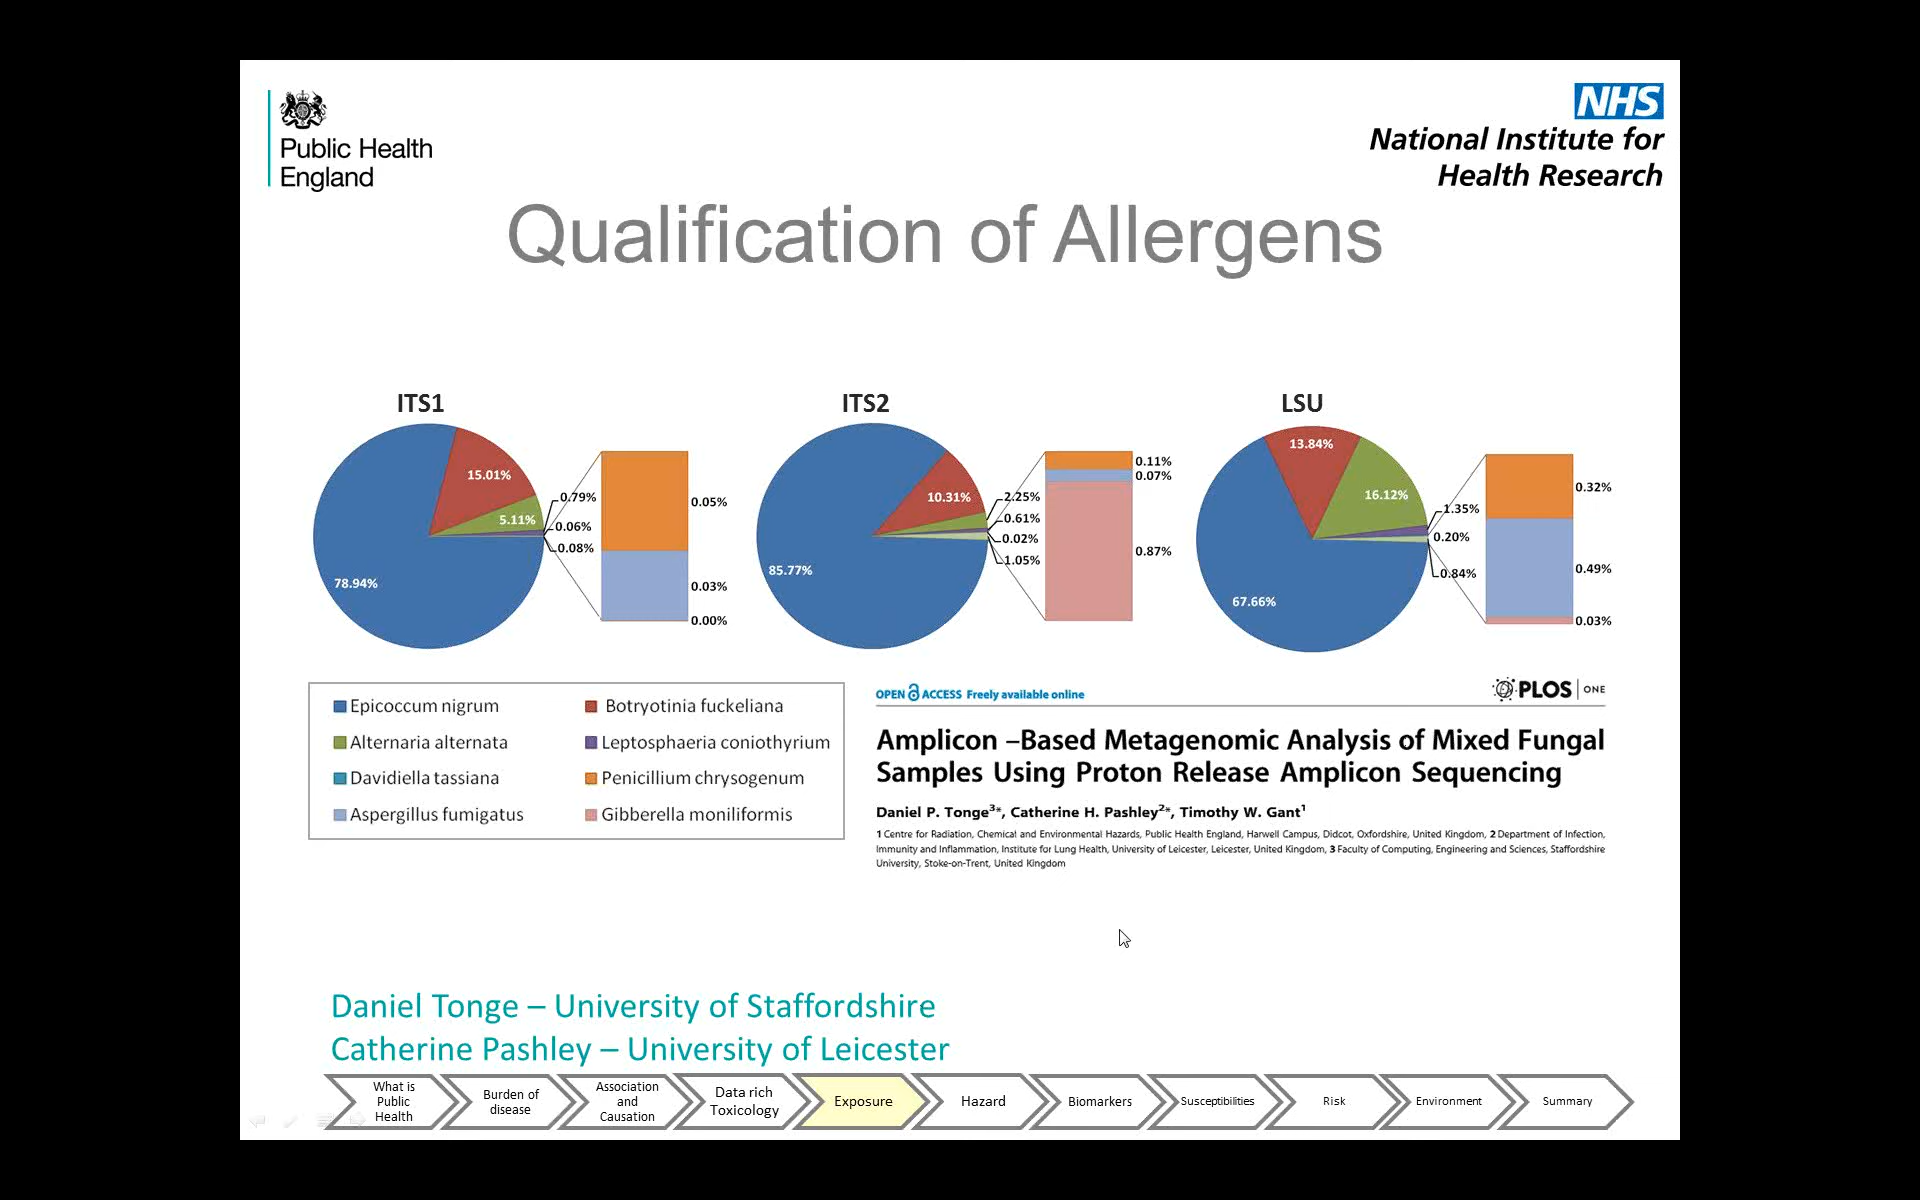 Public Health
England
NHS
National Institute for
Health Research
Qualification of Allergens
ITS1
15.01%
5.11%
78.94%
0.79%
0.06%
0.08%
0.05%
0.03%
0.00%
ITS2
10.31%
85.77%
2.25%
0.61%
0.02%
1.05%
0.11%
0.07%
0.87%
LSU
13.84%
16.12%
67.66%
1.35%
0.20%
0.84%
0.32%
0.49%
0.03%
Epicoccum nigrum
Botryotinia fuckeliana
Alternaria alternata
Leptosphaeria coniothyrium
Davidiella tassiana
Penicillium chrysogenum
Aspergillus fumigatus
Gibberella moniliformis
OPEN ACCESS Freely available online
PLOS | ONE
Amplicon –Based Metagenomic Analysis of Mixed Fungal
Samples Using Proton Release Amplicon Sequencing
Daniel P. Tonge3*, Catherine H. Pashley2*, Timothy W. Gant1
1 Centre for Radiation, Chemical and Environmental Hazards, Public Health England, Harwell Campus, Didcot, Oxfordshire, United Kingdom, 2 Department of Infection,
Immunity and Inflammation, Institute for Lung Health, University of Leicester, Leicester, United Kingdom, 3 Faculty of Computing, Engineering and Sciences, Staffordshire
University, Stoke-on-Trent, United Kingdom
Daniel Tonge – University of Staffordshire
Catherine Pashley – University of Leicester
What is
Public
Health
Burden of
disease
Association
and
Causation
Data rich
Toxicology
Exposure
Hazard
Biomarkers
Susceptibilities
Risk
Environment
Summary